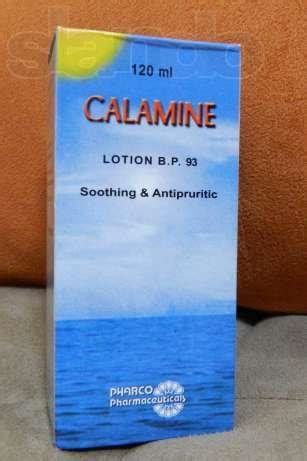 120 ml
CALAMINE
LOTION B.P. 93
Soothing & Antipruritic
PHARCO
Pharmaceuticals